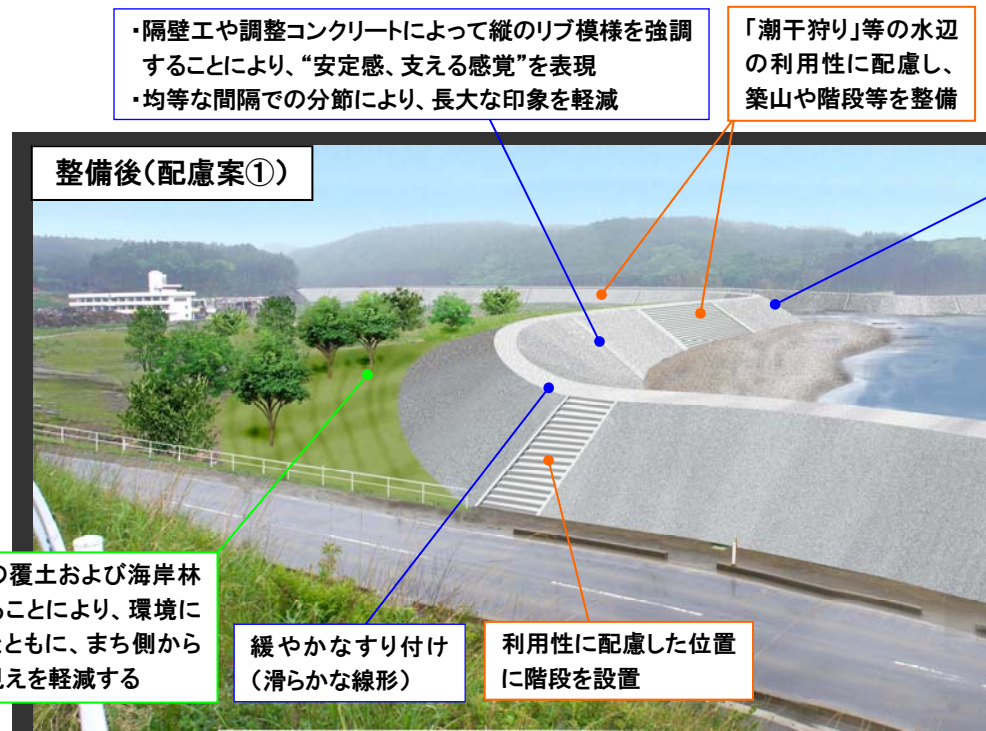 ・隔壁工や調整コンクリートによって縦のリブ模様を強調
することにより、“安定感、支える感覚”を表現
・均等な間隔での分節により、長大な印象を軽減
「潮干狩り」等の水辺
の利用性に配慮し、
築山や階段等を整備
整備後(配慮案①)
の覆土および海岸林
ことにより、環境に
ともに、まち側から
見えを軽減する
緩やかなすり付け
(滑らかな線形)
利用性に配慮した位置
に階段を設置